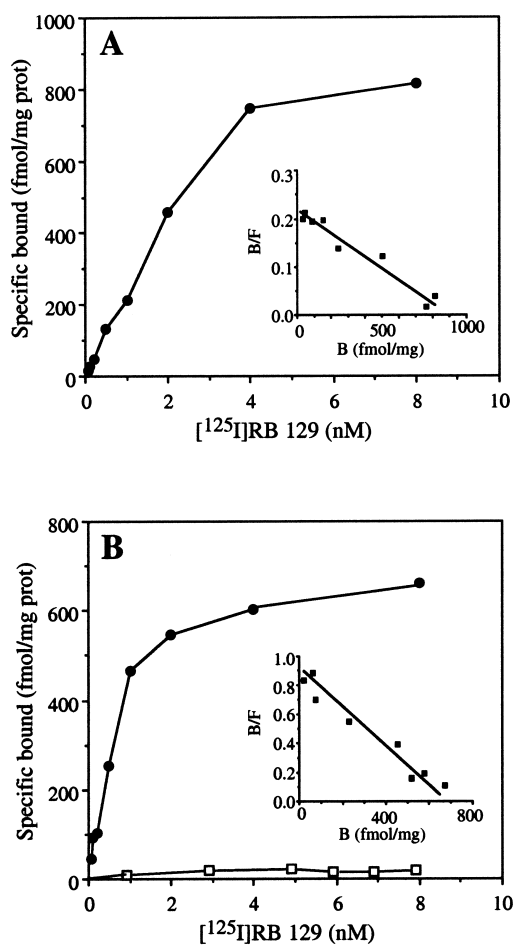 A
Specific bound (fmol/mg prot)
1000
800
600
400
200
0
0 2 4 6 8 10
[125I]RB 129 (nM)
B/F
0.3
0.2
0.1
0.0
0 500 1000
B (fmol/mg)
B
Specific bound (fmol/mg prot)
800
600
400
200
0
0 2 4 6 8 10
[125I]RB 129 (nM)
B/F
1.0
0.8
0.6
0.4
0.2
0.0
0 400 800
B (fmol/mg)